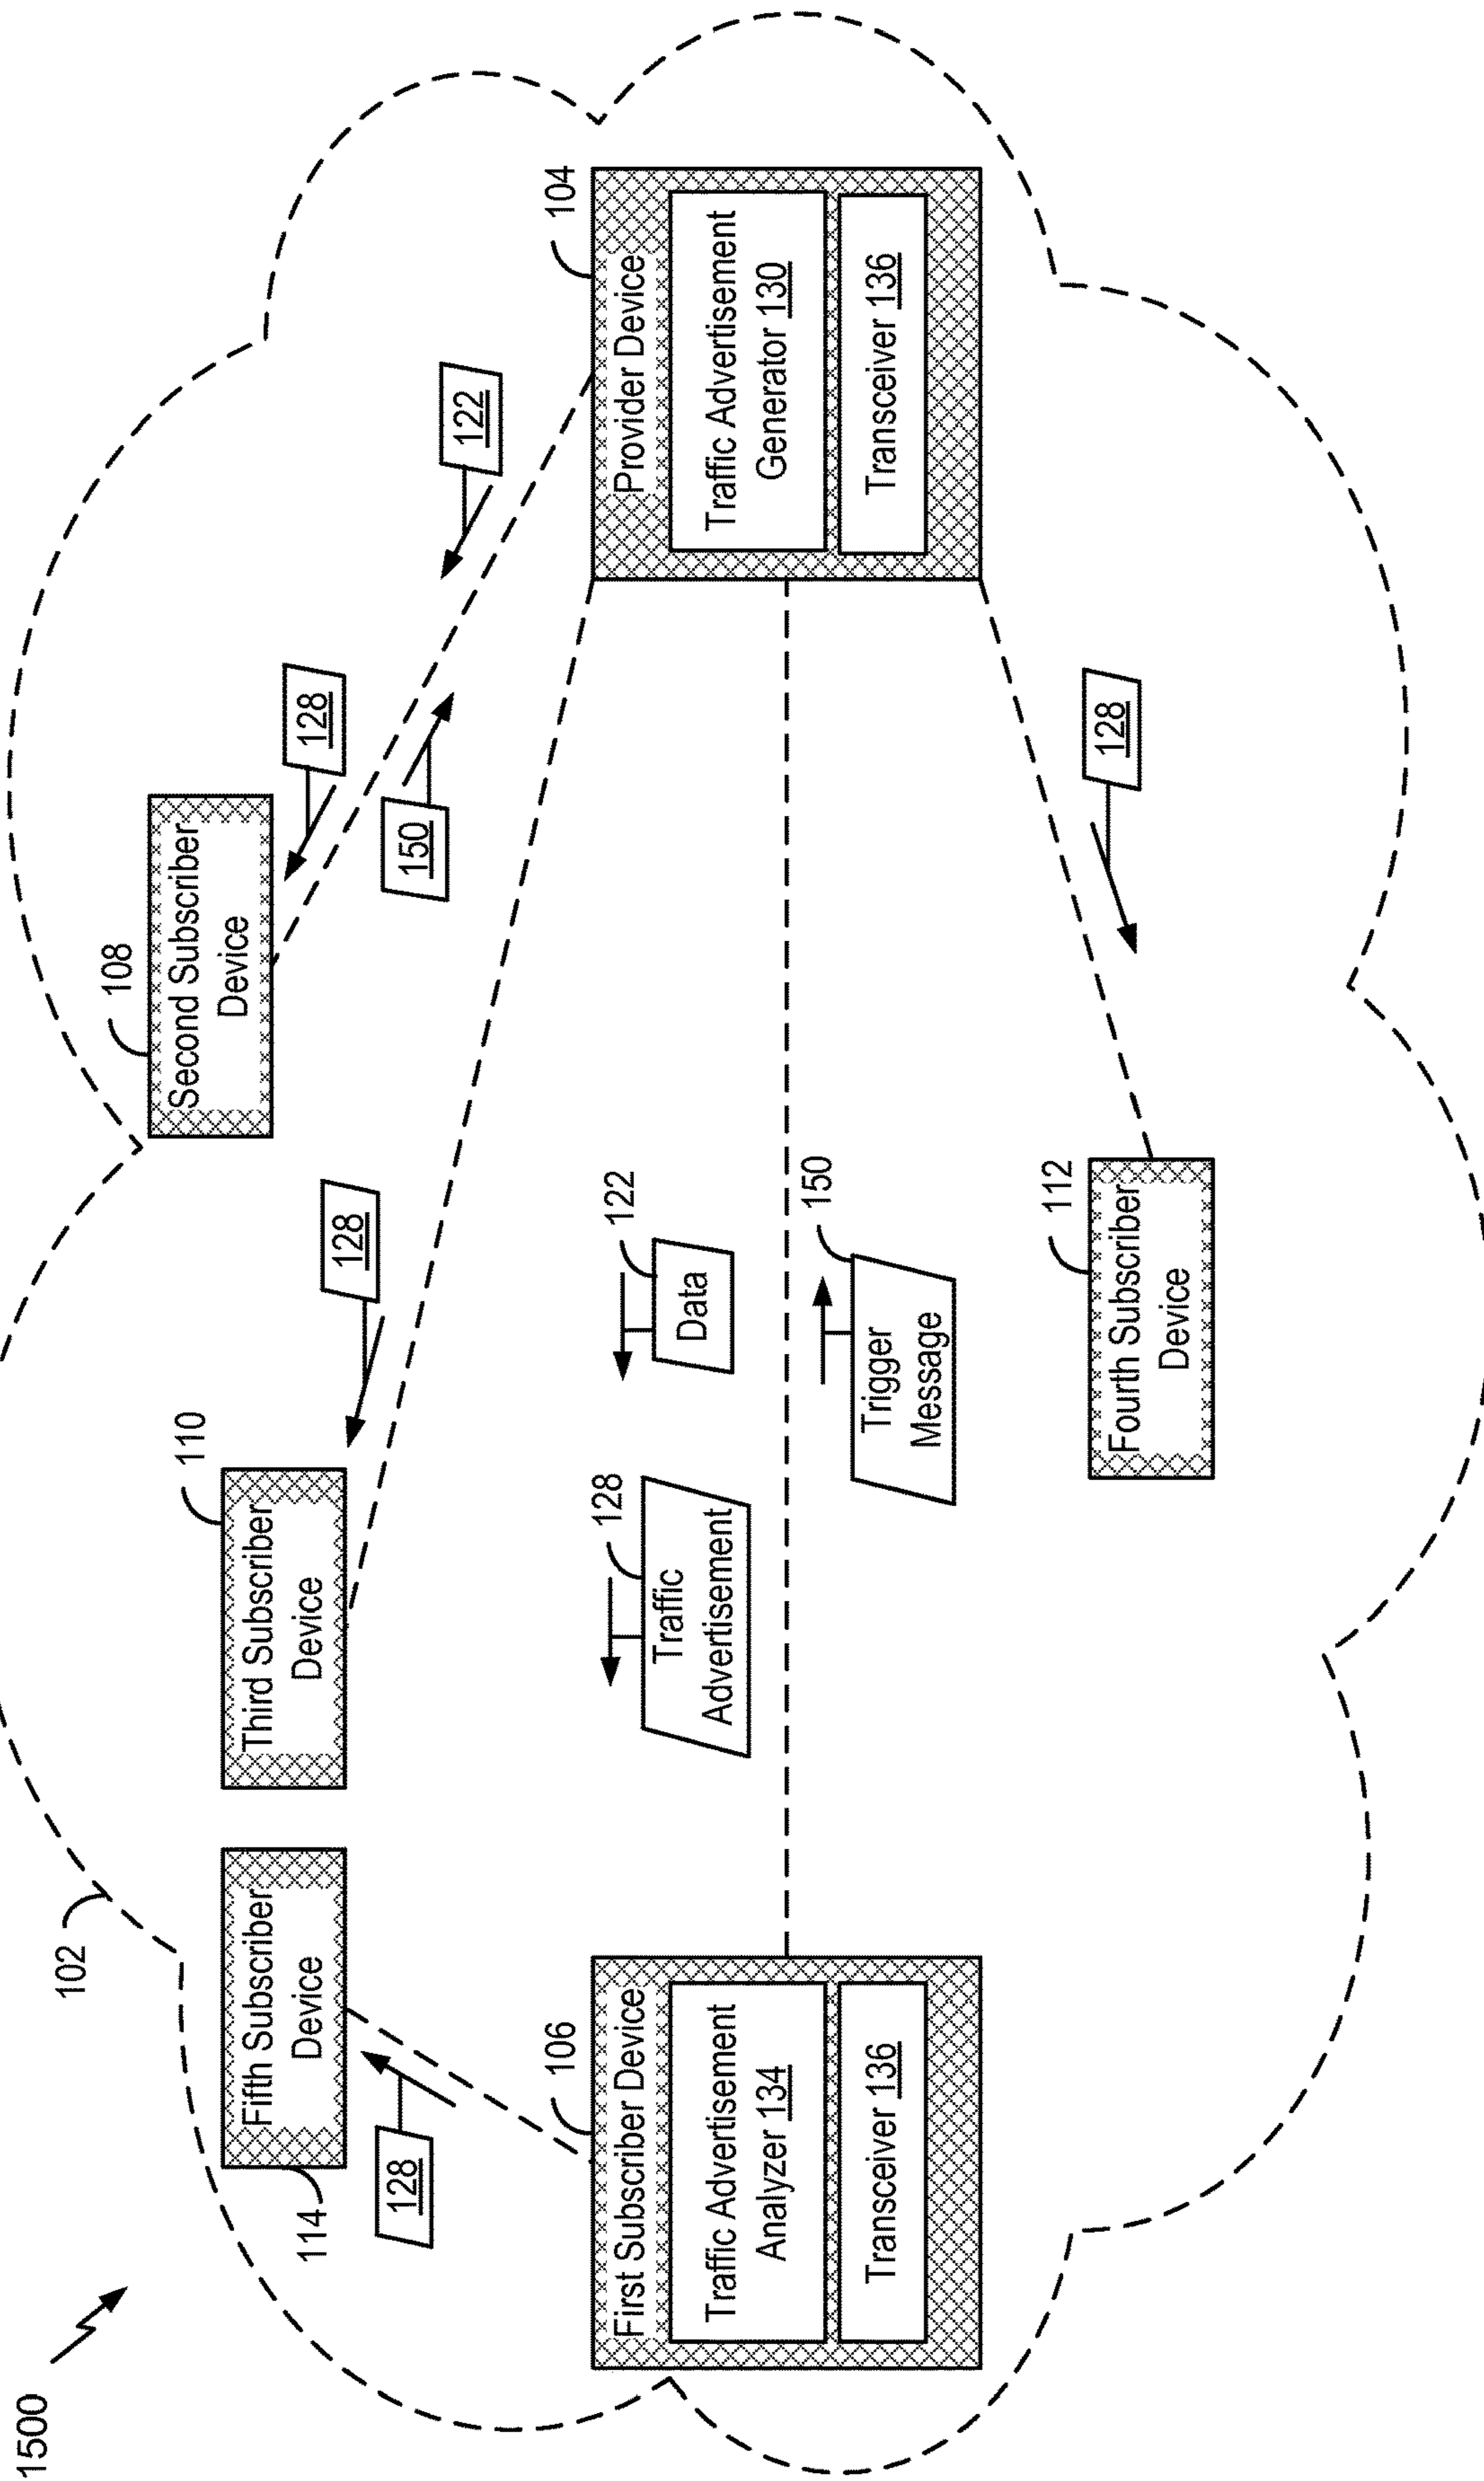 1500
102
114
Fifth Subscriber
Device
128
110
Third Subscriber
Device
128
108
Second Subscriber
Device
128
150
122
106
First Subscriber Device
Traffic Advertisement
Analyzer 134
Transceiver 136
128
Traffic
Advertisement
122
Data
150
Trigger
Message
104
Provider Device
Traffic Advertisement
Generator 130
Transceiver 136
112
Fourth Subscriber
Device
128